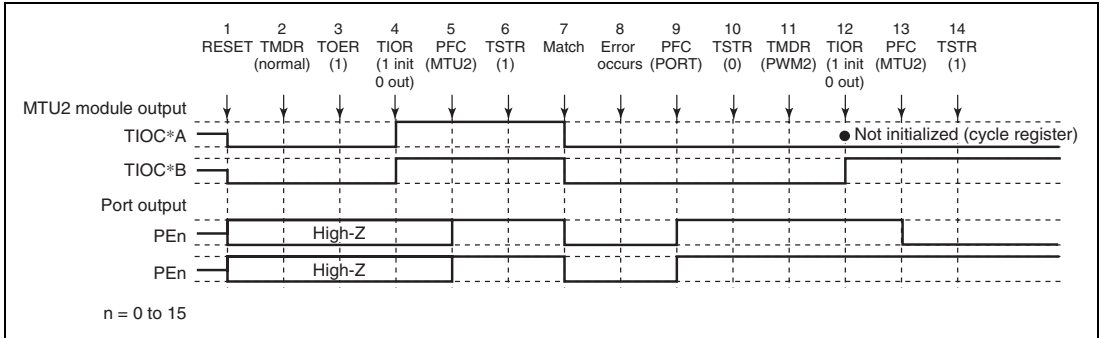 1 2 3 4 5 6 7 8 9 10 11 12 13 14
RESET TMDR TOER TIOR PFC TSTR Match Error PFC TSTR TMDR TIOR PFC TSTR
(normal) (1) (1 init (MTU2) (1) occurs (PORT) (0) (PWM2) (1 init (MTU2) (1)
0 out) 0 out)
MTU2 module output
TIOC*A
● Not initialized (cycle register)
TIOC*B
Port output
PEn High-Z
PEn High-Z
n = 0 to 15